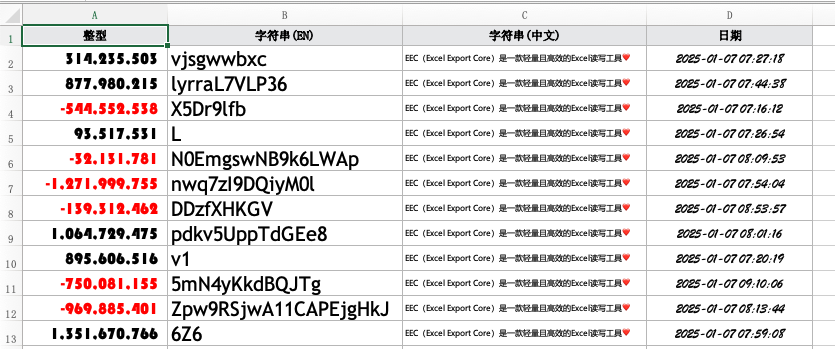 A B C D
1 整型 字符串(EN) 字符串(中文) 日期
2 314,235,503 vjsgwwbxc EEC（Excel Export Core）是一款轻量且高效的Excel读写工具❤ 2025-01-07 07:27:18
3 877,980,215 lyrraL7VLP36 EEC（Excel Export Core）是一款轻量且高效的Excel读写工具❤ 2025-01-07 07:44:38
4 -544,552,538 X5Dr9lfb EEC（Excel Export Core）是一款轻量且高效的Excel读写工具❤ 2025-01-07 07:16:12
5 93,517,531 L EEC（Excel Export Core）是一款轻量且高效的Excel读写工具❤ 2025-01-07 07:26:54
6 -32,131,781 N0EmgswNB9k6LWAp EEC（Excel Export Core）是一款轻量且高效的Excel读写工具❤ 2025-01-07 08:09:53
7 -1,271,999,755 nwq7zI9DQiyM0l EEC（Excel Export Core）是一款轻量且高效的Excel读写工具❤ 2025-01-07 07:54:04
8 -139,312,462 DDzfXHKGV EEC（Excel Export Core）是一款轻量且高效的Excel读写工具❤ 2025-01-07 08:53:57
9 1,064,729,475 pdkv5UppTdGEe8 EEC（Excel Export Core）是一款轻量且高效的Excel读写工具❤ 2025-01-07 08:01:16
10 895,606,516 v1 EEC（Excel Export Core）是一款轻量且高效的Excel读写工具❤ 2025-01-07 07:20:19
11 -750,081,155 5mN4yKkdBQJTg EEC（Excel Export Core）是一款轻量且高效的Excel读写工具❤ 2025-01-07 09:10:06
12 -969,885,401 Zpw9RSjwA11CAPEjgHkJ EEC（Excel Export Core）是一款轻量且高效的Excel读写工具❤ 2025-01-07 08:13:44
13 1,351,670,766 6Z6 EEC（Excel Export Core）是一款轻量且高效的Excel读写工具❤ 2025-01-07 07:59:08